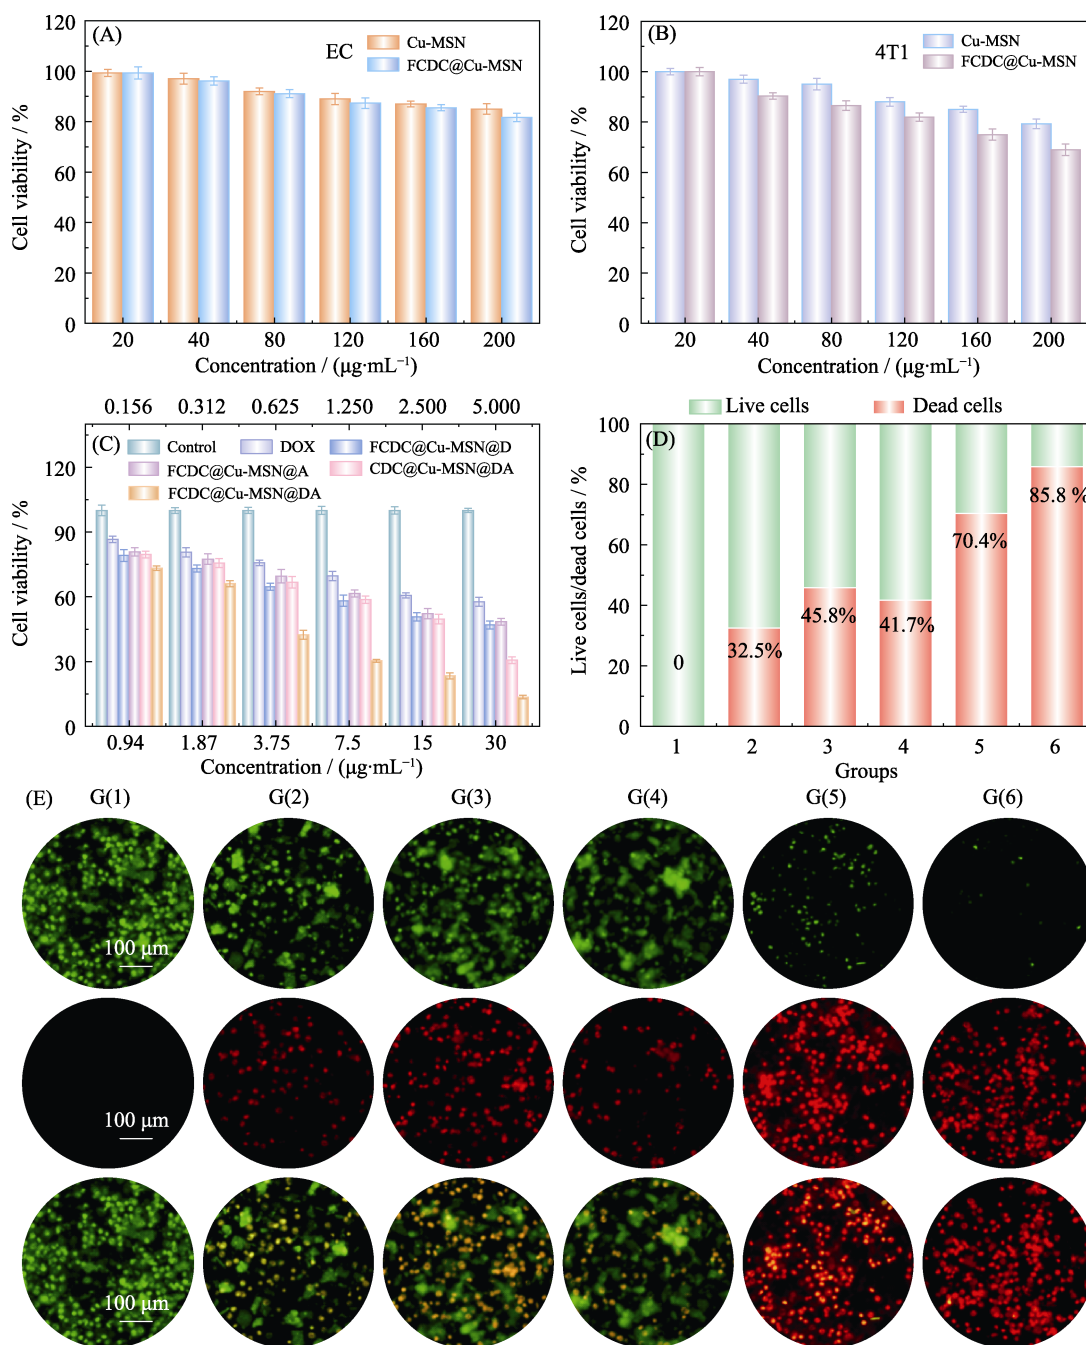 (A)
EC
Cu-MSN
FCDC@Cu-MSN
Cell viability / %
120
100
80
60
40
20
0
20 40 80 120 160 200
Concentration / (μg·mL⁻¹)
(B)
4T1
Cu-MSN
FCDC@Cu-MSN
Cell viability / %
120
100
80
60
40
20
0
20 40 80 120 160 200
Concentration / (μg·mL⁻¹)
0.156 0.312 0.625 1.250 2.500 5.000
(C)
Control DOX FCDC@Cu-MSN@D
FCDC@Cu-MSN@A CDC@Cu-MSN@DA
FCDC@Cu-MSN@DA
Cell viability / %
120
90
60
30
0
0.94 1.87 3.75 7.5 15 30
Concentration / (μg·mL⁻¹)
Live cells Dead cells
(D)
Live cells/dead cells / %
100
80
60
40
20
0
0
32.5%
45.8%
41.7%
70.4%
85.8 %
1 2 3 4 5 6
Groups
(E) G(1) G(2) G(3) G(4) G(5) G(6)
100 μm
100 μm
100 μm